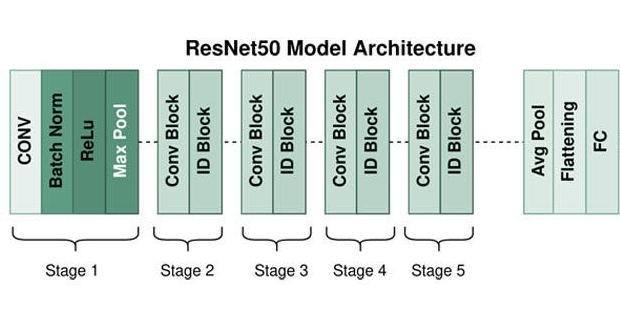 ResNet50 Model Architecture
CONV
Batch Norm
ReLu
Max Pool
Conv Block
ID Block
Conv Block
ID Block
Conv Block
ID Block
Conv Block
ID Block
Avg Pool
Flattening
FC
Stage 1
Stage 2
Stage 3
Stage 4
Stage 5